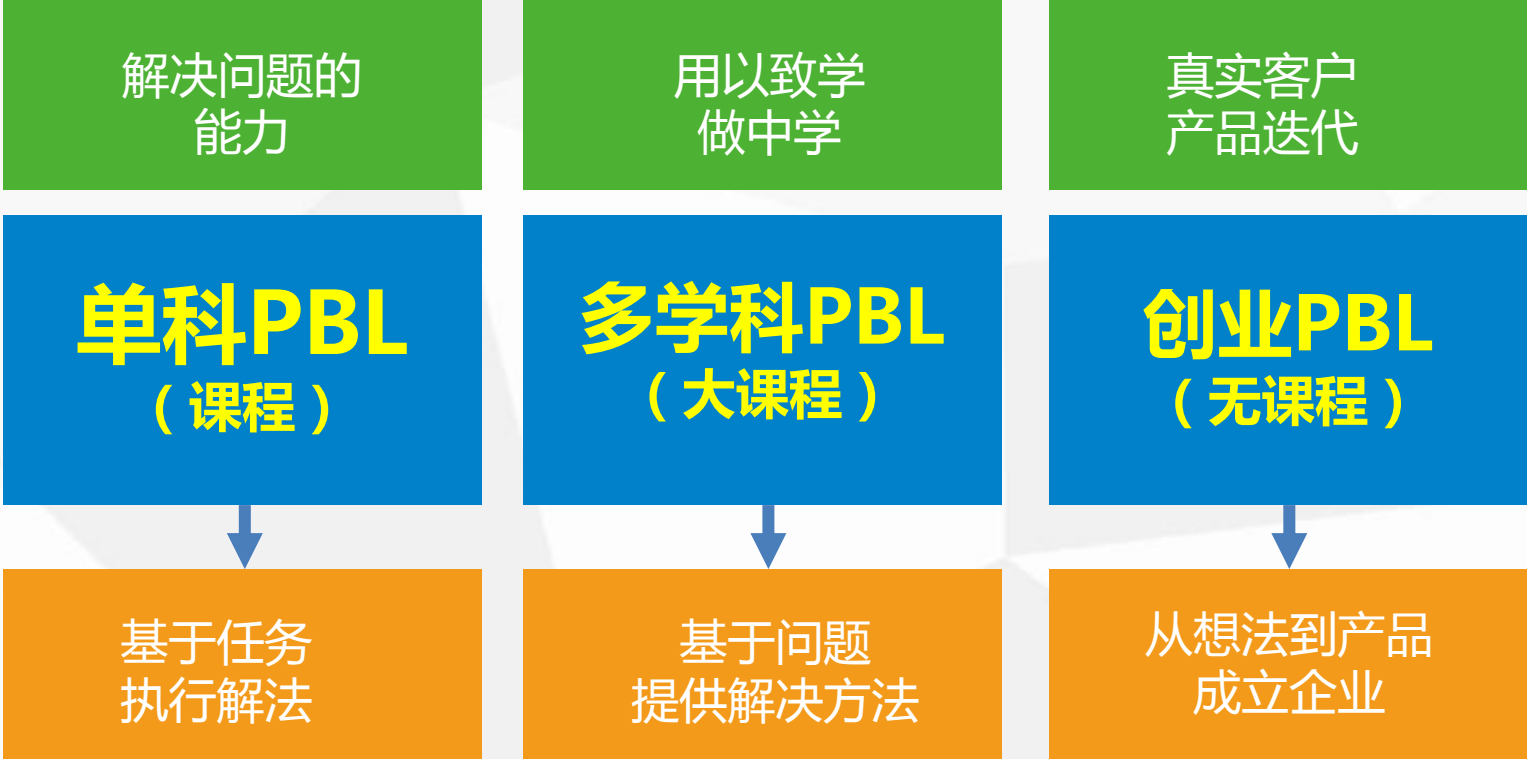 解决问题的
能力
用以致学
做中学
真实客户
产品迭代
单科PBL
（课程）
多学科PBL
（大课程）
创业PBL
（无课程）
基于任务
执行解法
基于问题
提供解决方法
从想法到产品
成立企业